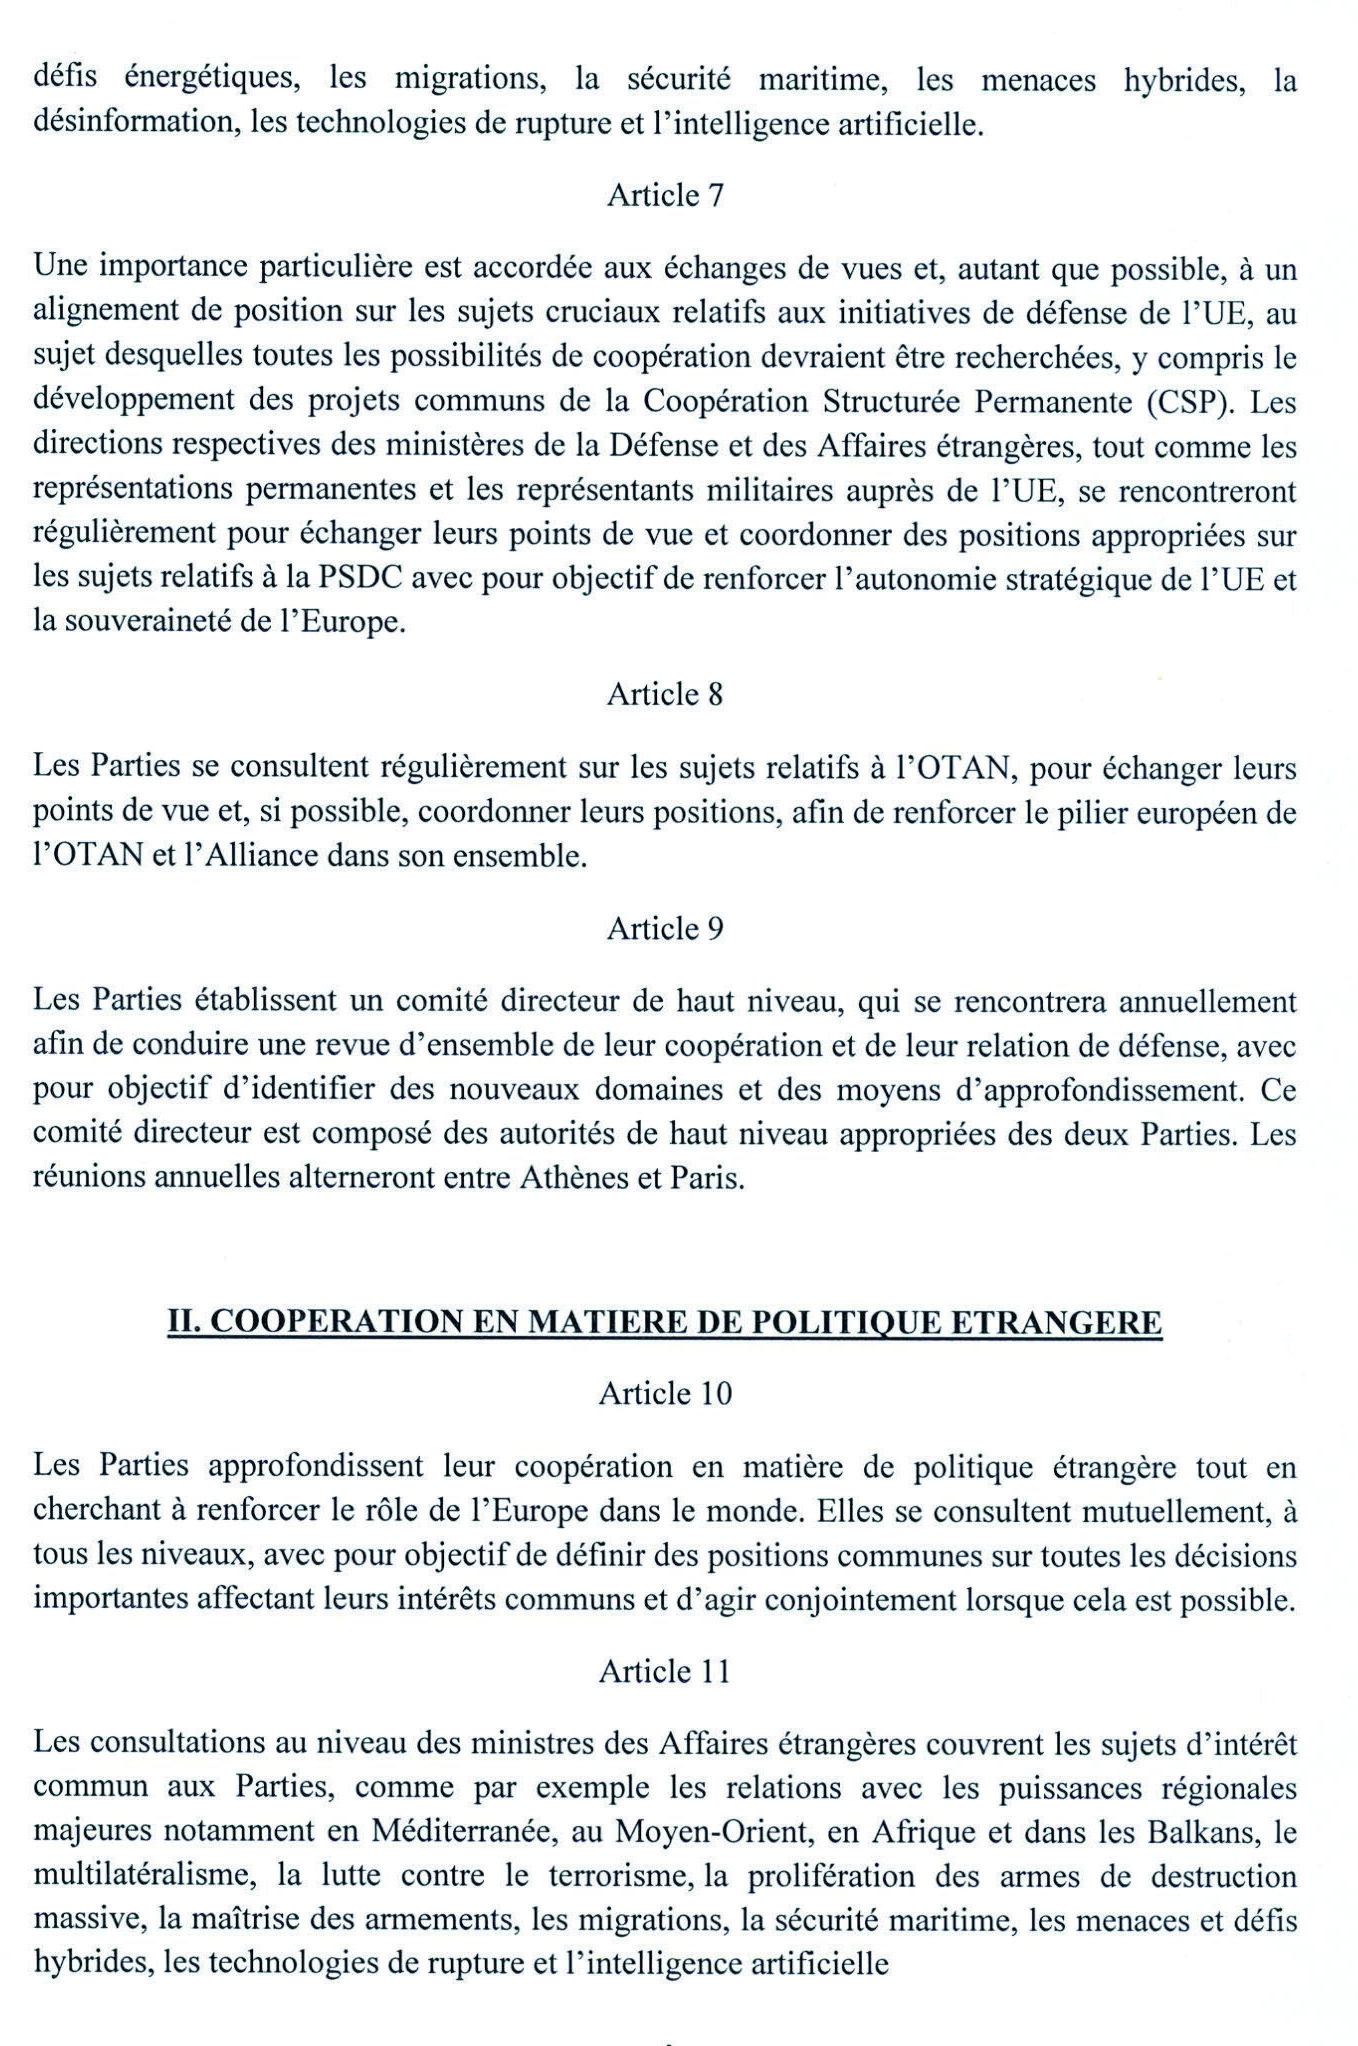 défis énergétiques, les migrations, la sécurité maritime, les menaces hybrides, la
désinformation, les technologies de rupture et l'intelligence artificielle.
Article 7
Une importance particulière est accordée aux échanges de vues et, autant que possible, à un
alignement de position sur les sujets cruciaux relatifs aux initiatives de défense de l'UE, au
sujet desquelles toutes les possibilités de coopération devraient être recherchées, y compris le
développement des projets communs de la Coopération Structurée Permanente (CSP). Les
directions respectives des ministères de la Défense et des Affaires étrangères, tout comme les
représentations permanentes et les représentants militaires auprès de l'UE, se rencontreront
régulièrement pour échanger leurs points de vue et coordonner des positions appropriées sur
les sujets relatifs à la PSDC avec pour objectif de renforcer l'autonomie stratégique de l'UE et
la souveraineté de l'Europe.
Article 8
Les Parties se consultent régulièrement sur les sujets relatifs à l'OTAN, pour échanger leurs
points de vue et, si possible, coordonner leurs positions, afin de renforcer le pilier européen de
l'OTAN et l'Alliance dans son ensemble.
Article 9
Les Parties établissent un comité directeur de haut niveau, qui se rencontrera annuellement
afin de conduire une revue d'ensemble de leur coopération et de leur relation de défense, avec
pour objectif d'identifier des nouveaux domaines et des moyens d'approfondissement. Ce
comité directeur est composé des autorités de haut niveau appropriées des deux Parties. Les
réunions annuelles alterneront entre Athènes et Paris.
II. COOPERATION EN MATIERE DE POLITIQUE ETRANGERE
Article 10
Les Parties approfondissent leur coopération en matière de politique étrangère tout en
cherchant à renforcer le rôle de l'Europe dans le monde. Elles se consultent mutuellement, à
tous les niveaux, avec pour objectif de définir des positions communes sur toutes les décisions
importantes affectant leurs intérêts communs et d'agir conjointement lorsque cela est possible.
Article 11
Les consultations au niveau des ministres des Affaires étrangères couvrent les sujets d'intérêt
commun aux Parties, comme par exemple les relations avec les puissances régionales
majeures notamment en Méditerranée, au Moyen-Orient, en Afrique et dans les Balkans, le
multilatéralisme, la lutte contre le terrorisme, la prolifération des armes de destruction
massive, la maîtrise des armements, les migrations, la sécurité maritime, les menaces et défis
hybrides, les technologies de rupture et l'intelligence artificielle